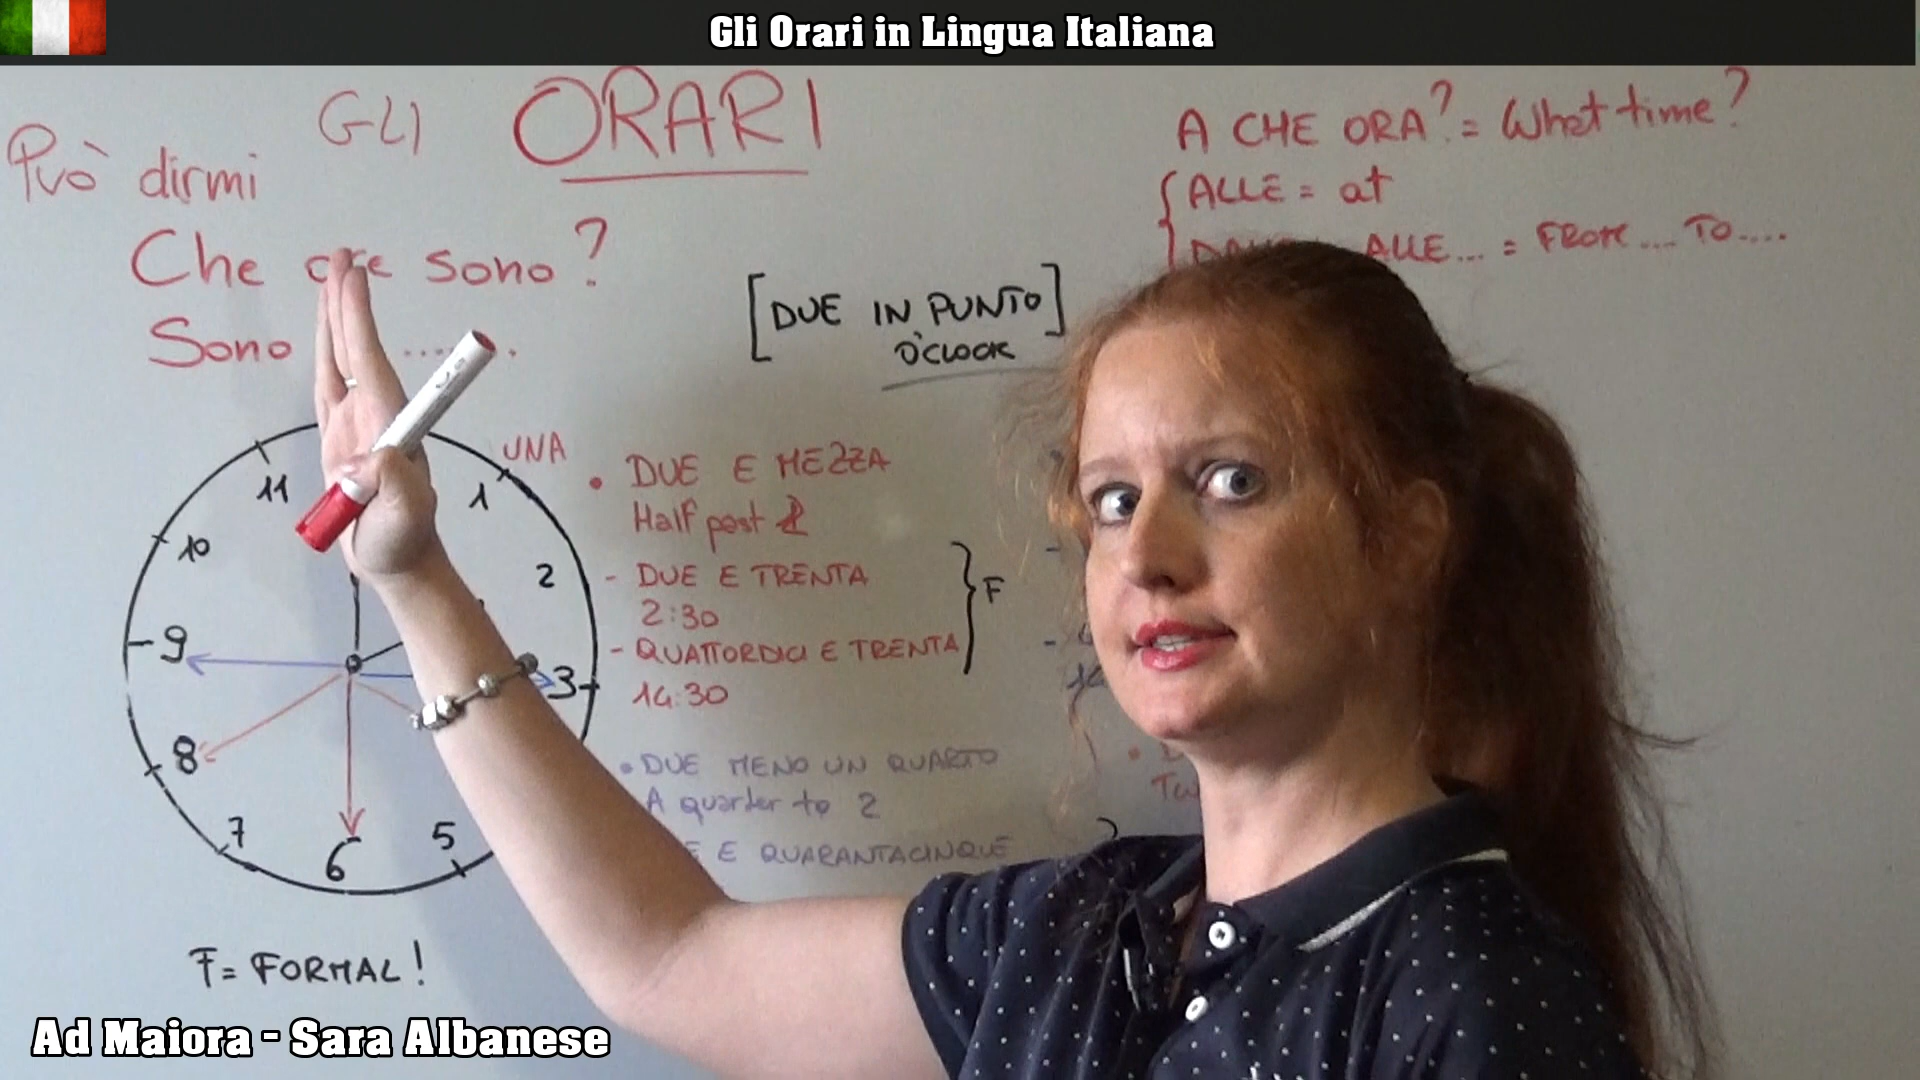 Gli Orari in Lingua Italiana
GLI ORARI
Può dirmi
Che ore sono?
Sono ........
A CHE ORA? = What time?
ALLE = at
ALLE... = FROM .... TO ....
[DUE IN PUNTO]
O'CLOCK
UNA
11
1
10
2
9
3
8
7
6
5
• DUE E MEZZA
Half past 2
- DUE E TRENTA
2:30
- QUATTORDICI E TRENTA
14:30
F
• DUE MENO UN QUARTO
A quarter to 2
E QUARANTACINQUE
F = FORMAL!
Ad Maiora - Sara Albanese